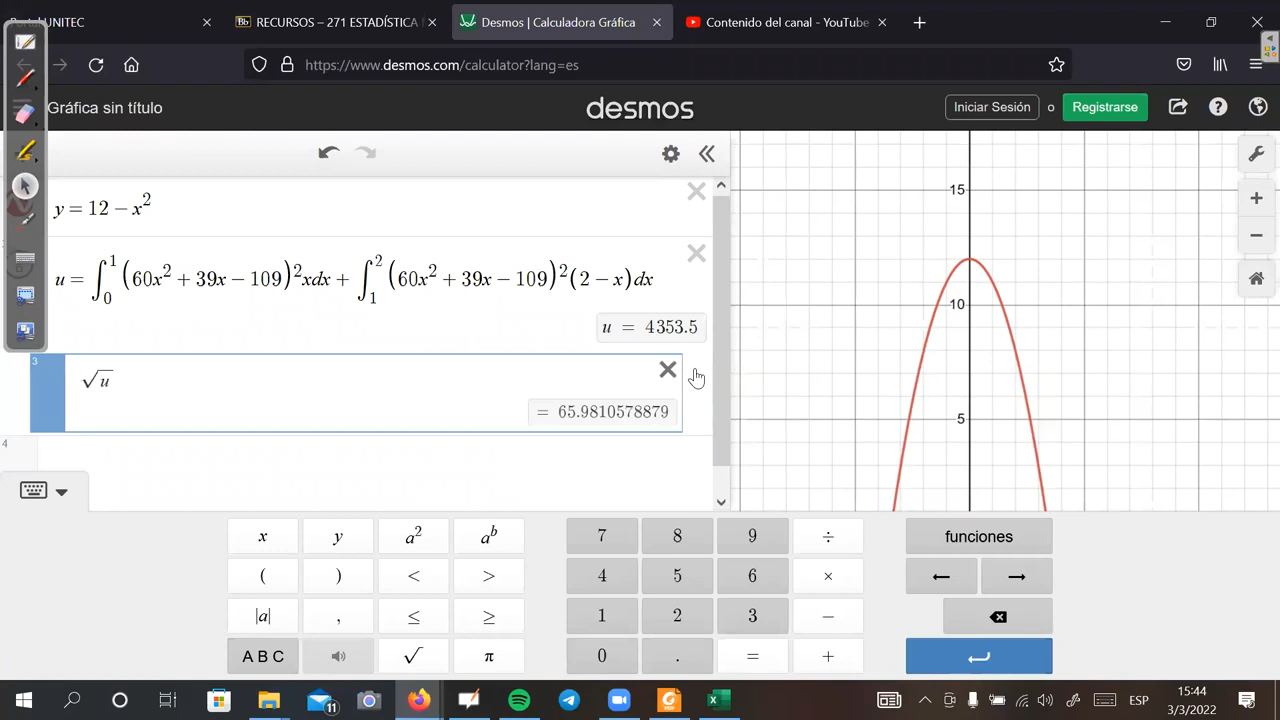 UNITEC
RECURSOS – 271 ESTADÍSTICA
Desmos | Calculadora Gráfica
Contenido del canal - YouTube
https://www.desmos.com/calculator?lang=es
Gráfica sin título
desmos
Iniciar Sesión
o
Registrarse
y = 12 − x²
u = ∫₀¹ (60x² + 39x − 109)² xdx + ∫₁² (60x² + 39x − 109)² (2 − x)dx
u = 4353.5
3
√u
= 65.9810578879
4
15
10
5
x y a² aᵇ 7 8 9 ÷ funciones
( ) < > 4 5 6 × ← →
|a| , ≤ ≥ 1 2 3 −
A B C √ π 0 . = +
11
ESP
15:44
3/3/2022